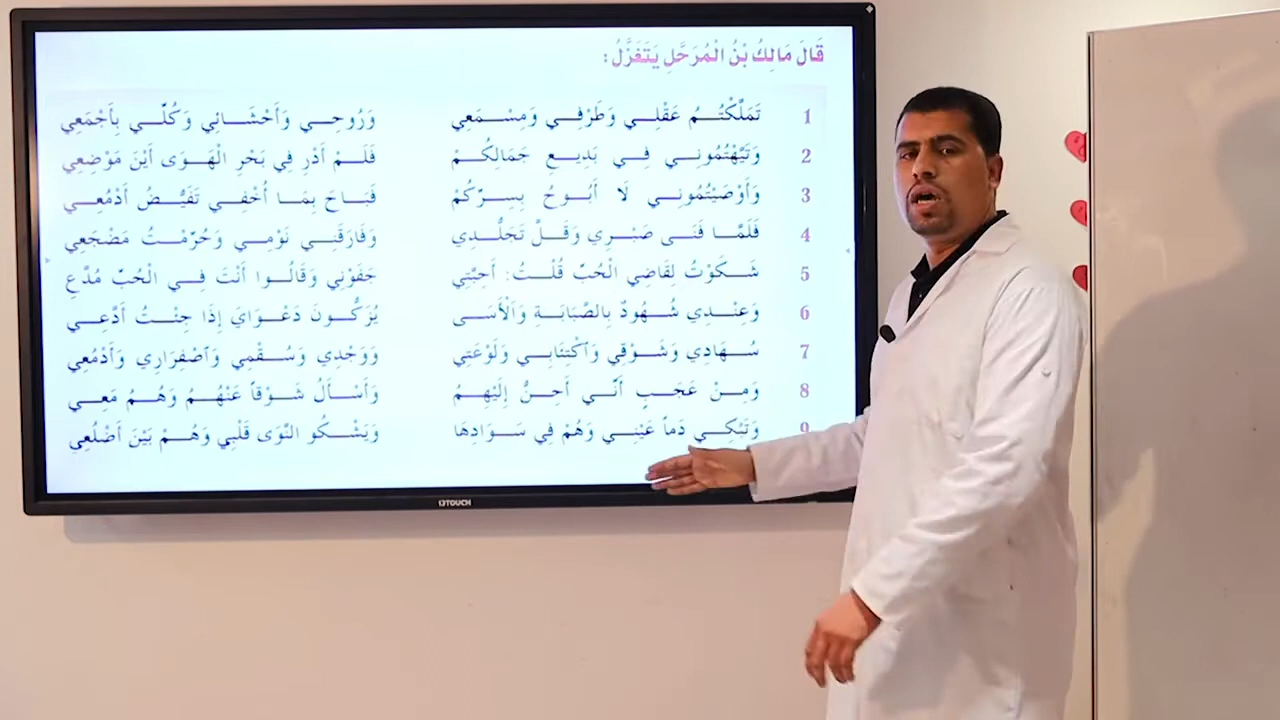 قَالَ مَالِكُ بْنُ الْمُرَحَّلِ يَتَغَزَّلُ:
1 تَمَلَّكْتُمُ عَقْلِي وَطَرْفِي وَمِسْمَعِي وَرُوحِي وَأَحْشَائِي وَكُلِّي بِأَجْمَعِي
2 وَتَيَّهْتُمُونِي فِي بَدِيعِ جَمَالِكُمْ فَلَمْ أَدْرِ فِي بَحْرِ الْهَوَى أَيْنَ مَوْضِعِي
3 وَأَوْصَيْتُمُونِي لَا أَبُوحُ بِسِرِّكُمْ فَبَاحَ بِمَا أُخْفِي تَفَيُّضُ أَدْمُعِي
4 فَلَمَّا فَنَى صَبْرِي وَقَلَّ تَجَلُّدِي وَفَارَقَنِي نَوْمِي وَحُرِّمْتُ مَضْجَعِي
5 شَكَوْتُ لِقَاضِي الْحُبِّ قُلْتُ: أَحِبَّتِي جَفَوْنِي وَقَالُوا أَنْتَ فِي الْحُبِّ مُدَّعِ
6 وَعِنْدِي شُهُودٌ بِالصَّبَابَةِ وَالْأَسَى يُزَكُّونَ دَعْوَايَ إِذَا جِئْتُ أَدَّعِي
7 سُهَادِي وَشَوْقِي وَاكْتِئَابِي وَلَوْعَتِي وَوَجْدِي وَسُقْمِي وَاصْفِرَارِي وَأَدْمُعِي
8 وَمِنْ عَجَبٍ أَنِّي أَحِنُّ إِلَيْهِمُ وَأَسْأَلُ شَوْقاً عَنْهُمُ وَهُمُ مَعِي
9 وَتَبْكِي دَماً عَيْنِي وَهُمْ فِي سَوَادِهَا وَيَشْكُو النَّوَى قَلْبِي وَهُمْ بَيْنَ أَضْلُعِي
i3TOUCH